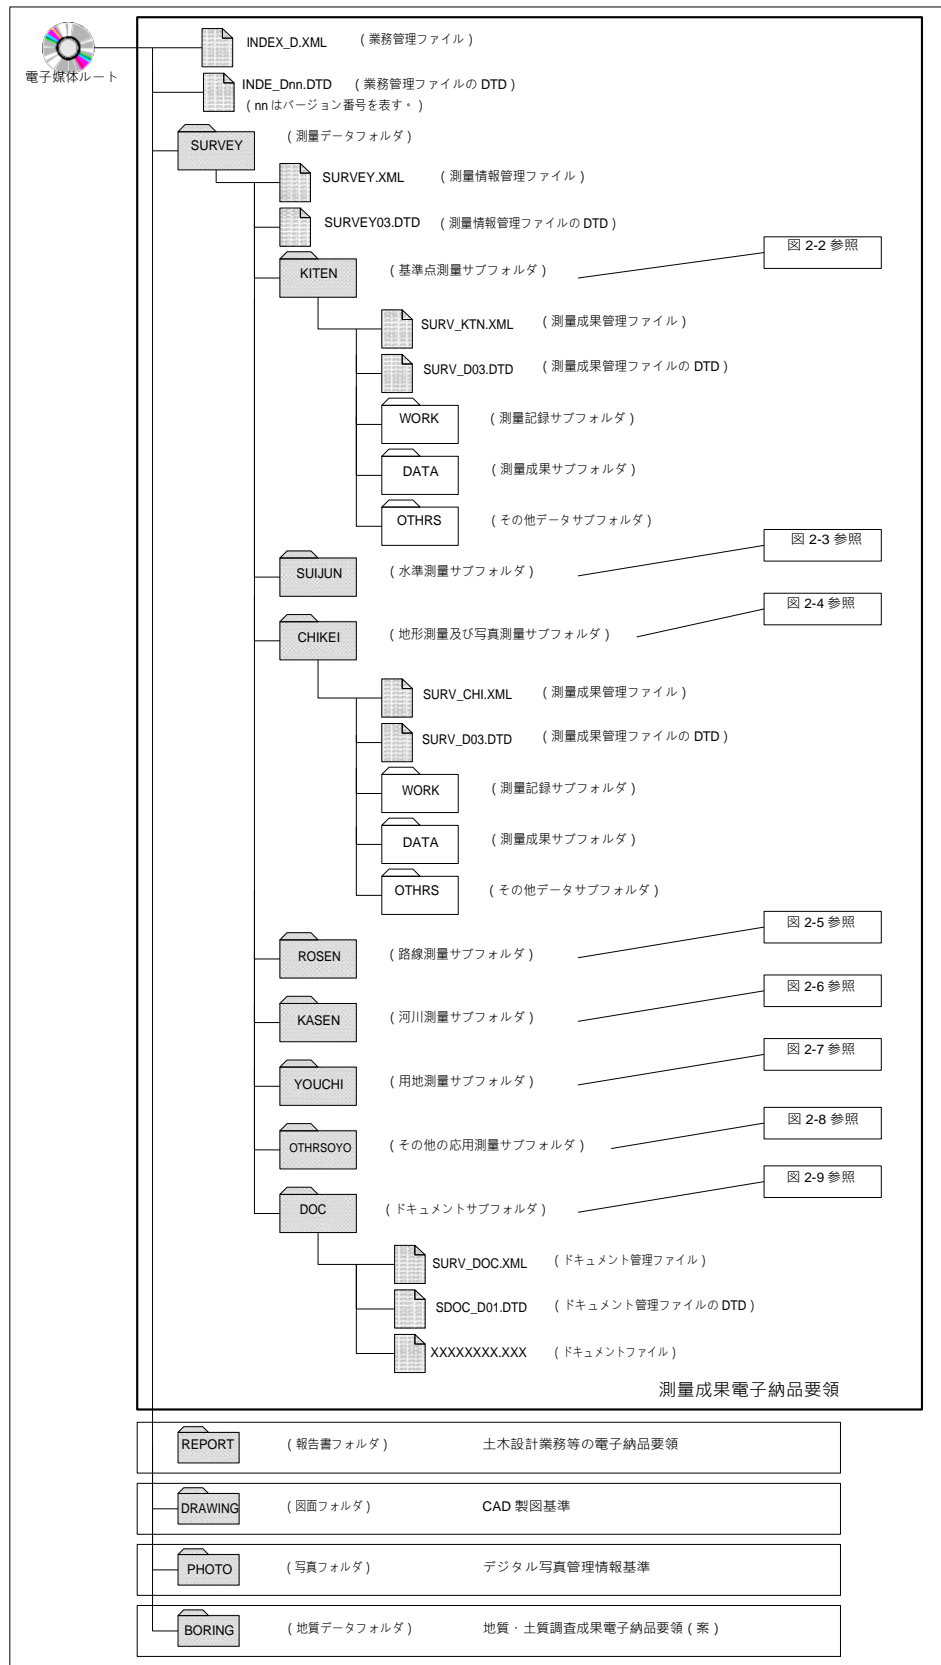 INDEX_D.XML (業務管理ファイル)
電子媒体ルート
INDE_Dnn.DTD (業務管理ファイルの DTD)
(nn はバージョン番号を表す。)
SURVEY (測量データフォルダ)
SURVEY.XML (測量情報管理ファイル)
SURVEY03.DTD (測量情報管理ファイルの DTD)
図 2-2 参照
KITEN (基準点測量サブフォルダ)
SURV_KTN.XML (測量成果管理ファイル)
SURV_D03.DTD (測量成果管理ファイルの DTD)
WORK (測量記録サブフォルダ)
DATA (測量成果サブフォルダ)
OTHRS (その他データサブフォルダ)
図 2-3 参照
SUIJUN (水準測量サブフォルダ)
図 2-4 参照
CHIKEI (地形測量及び写真測量サブフォルダ)
SURV_CHI.XML (測量成果管理ファイル)
SURV_D03.DTD (測量成果管理ファイルの DTD)
WORK (測量記録サブフォルダ)
DATA (測量成果サブフォルダ)
OTHRS (その他データサブフォルダ)
図 2-5 参照
ROSEN (路線測量サブフォルダ)
図 2-6 参照
KASEN (河川測量サブフォルダ)
図 2-7 参照
YOUCHI (用地測量サブフォルダ)
図 2-8 参照
OTHRSOYO (その他の応用測量サブフォルダ)
図 2-9 参照
DOC (ドキュメントサブフォルダ)
SURV_DOC.XML (ドキュメント管理ファイル)
SDOC_D01.DTD (ドキュメント管理ファイルの DTD)
XXXXXXXX.XXX (ドキュメントファイル)
測量成果電子納品要領
REPORT (報告書フォルダ) 土木設計業務等の電子納品要領
DRAWING (図面フォルダ) CAD 製図基準
PHOTO (写真フォルダ) デジタル写真管理情報基準
BORING (地質データフォルダ) 地質・土質調査成果電子納品要領(案)